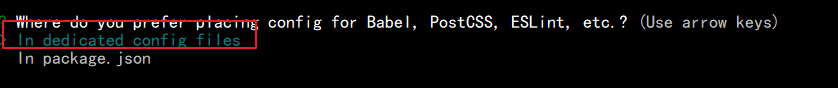 ? Where do you prefer placing config for Babel, PostCSS, ESLint, etc.? (Use arrow keys)
> In dedicated config files
In package.json